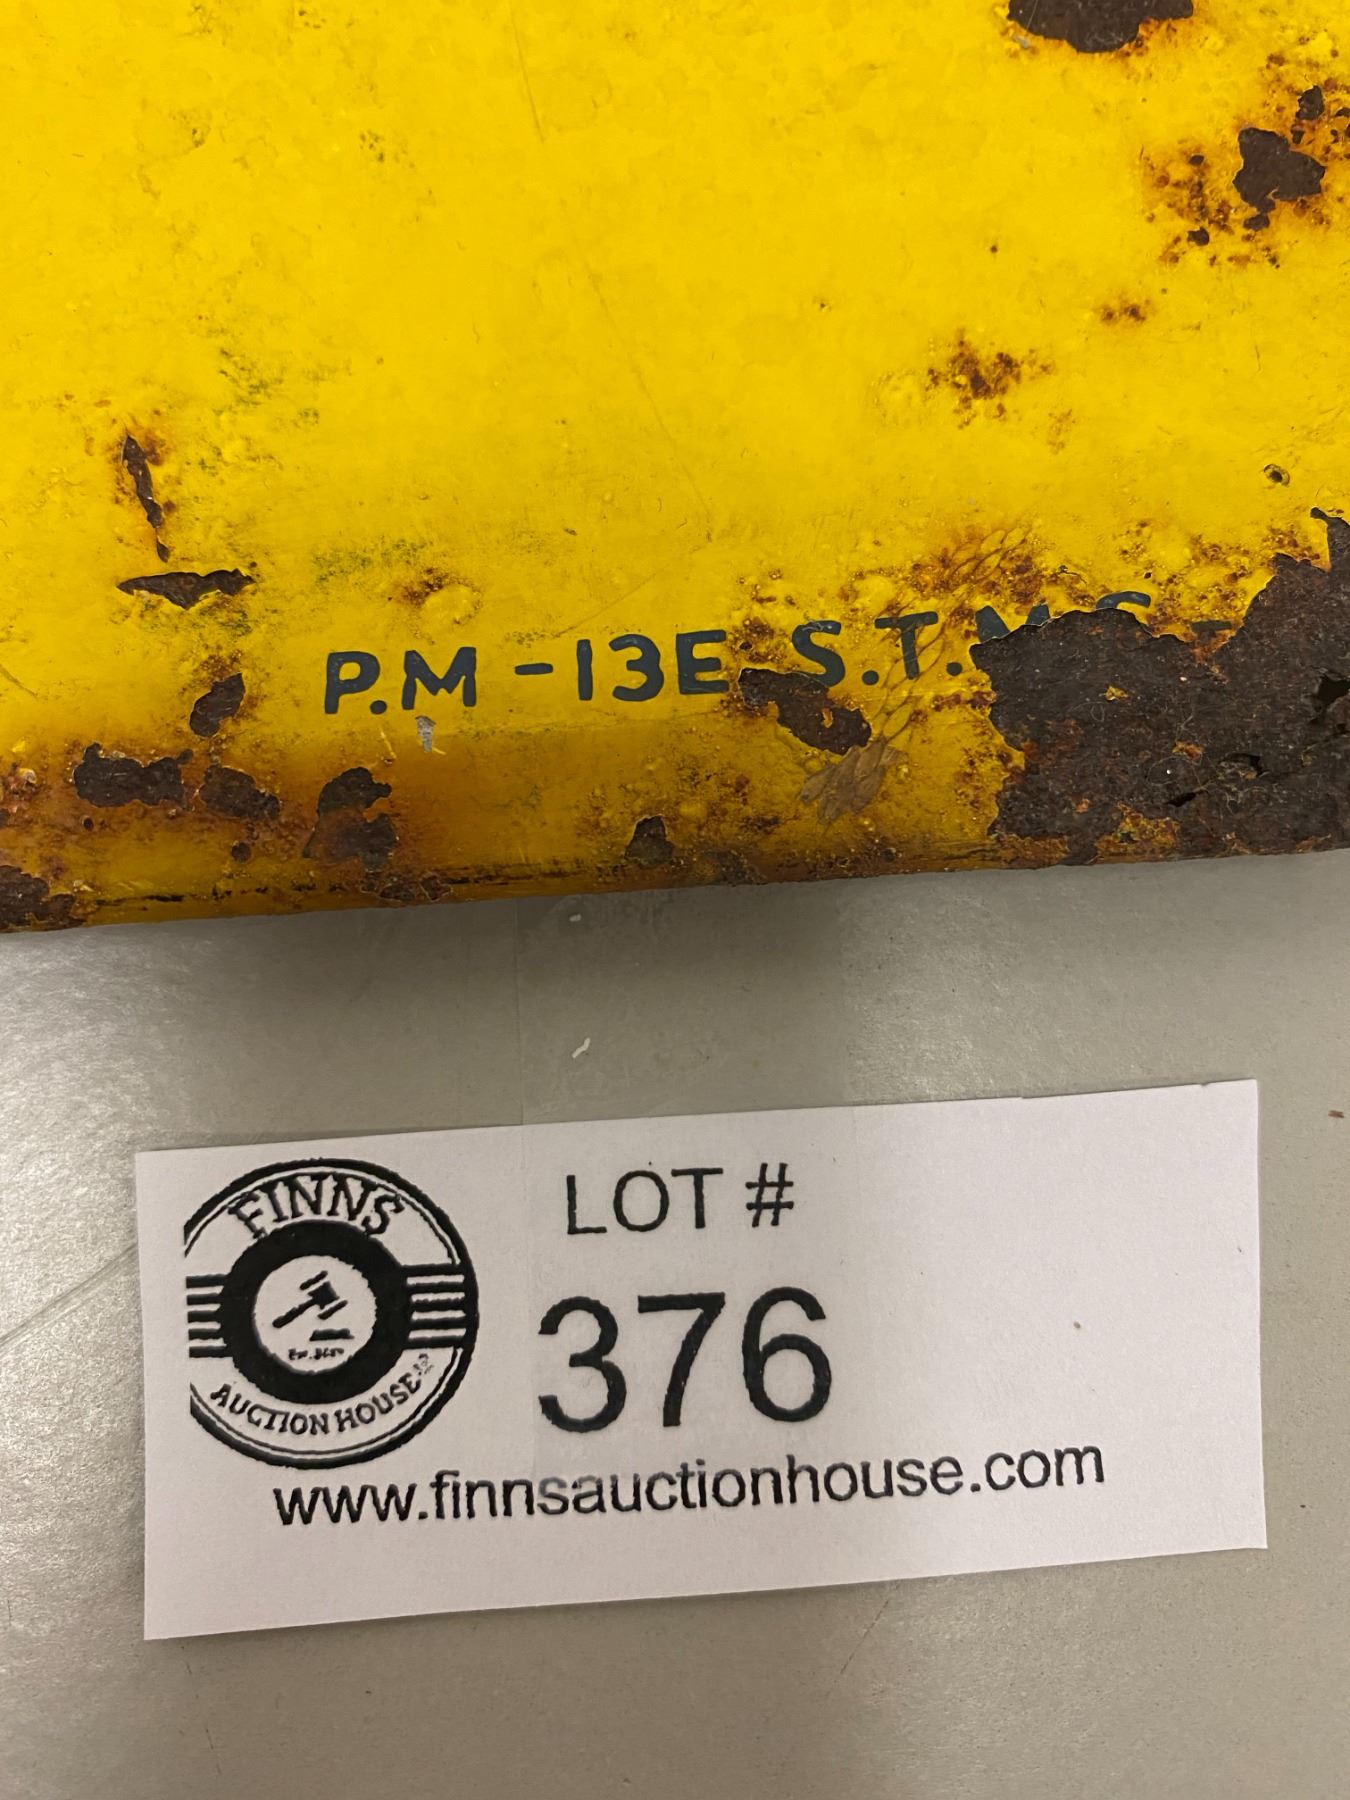 P.M -13E S.T.M
FINNS
AUCTION HOUSE
LOT #
376
www.finnsauctionhouse.com